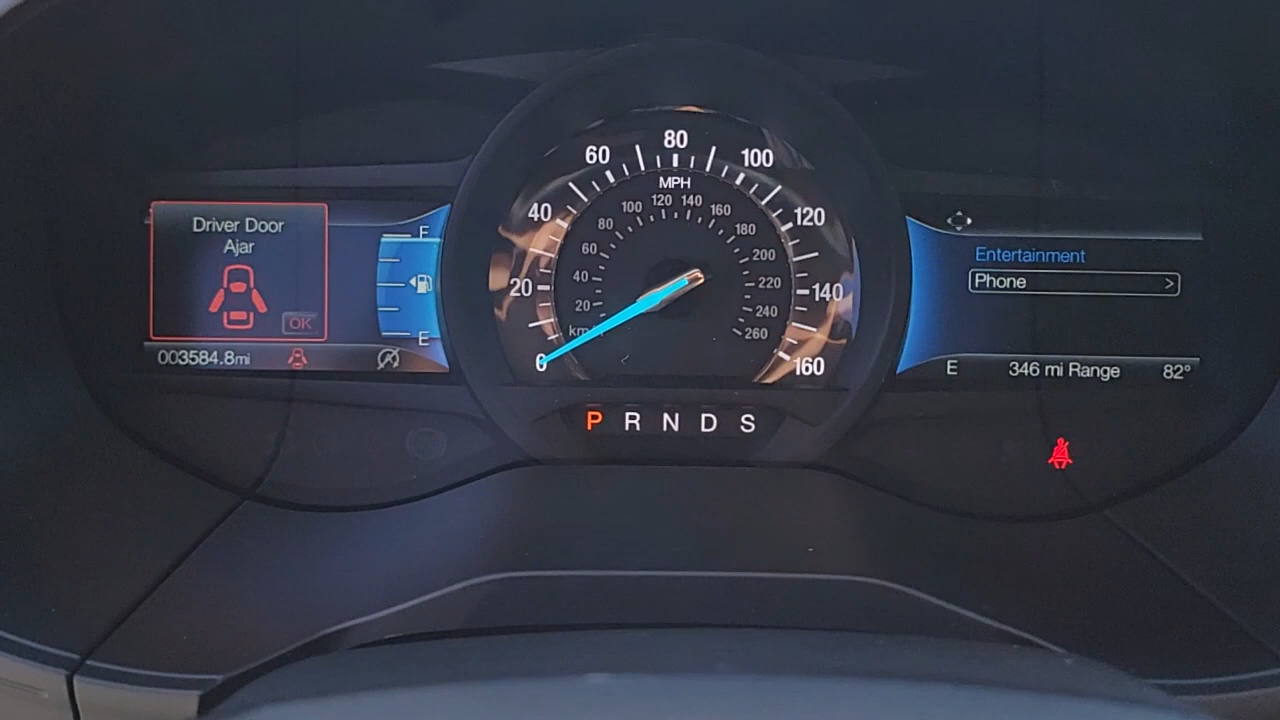 Driver Door
Ajar
OK
003584.8mi
F
E
0
20
40
60
80
100
120
140
160
MPH
20
40
60
80
100
120
140
160
180
200
220
240
260
P R N D S
Entertainment
Phone >
E 346 mi Range 82°